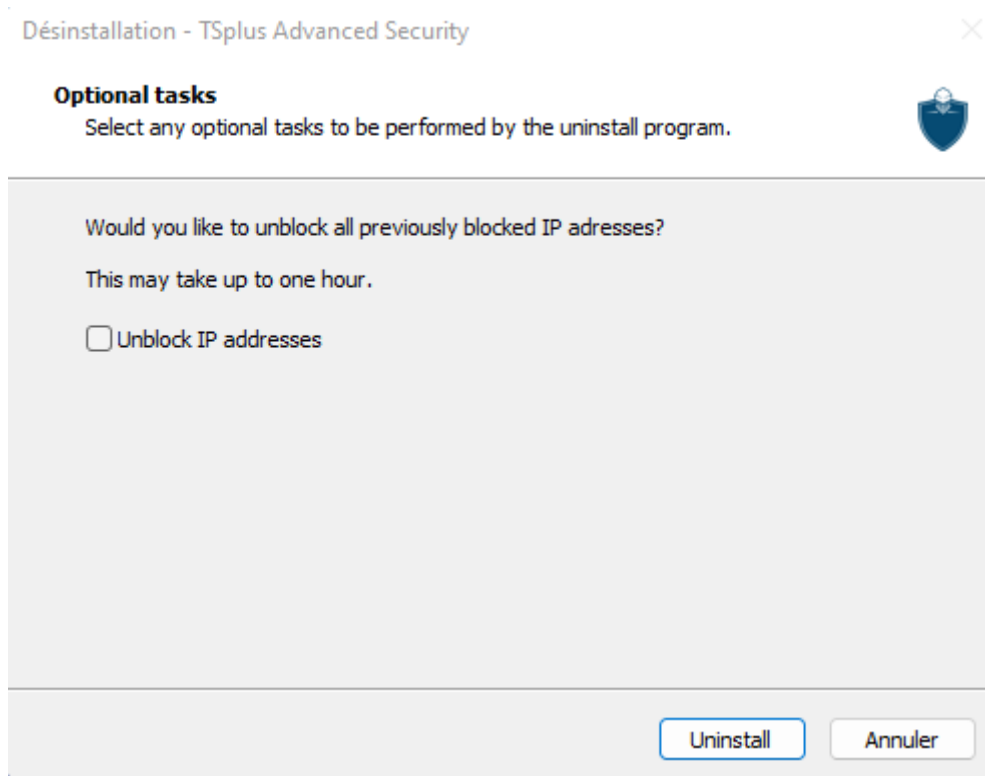 Désinstallation - TSplus Advanced Security
Optional tasks
Select any optional tasks to be performed by the uninstall program.
Would you like to unblock all previously blocked IP adresses?
This may take up to one hour.
Unblock IP addresses
Uninstall
Annuler